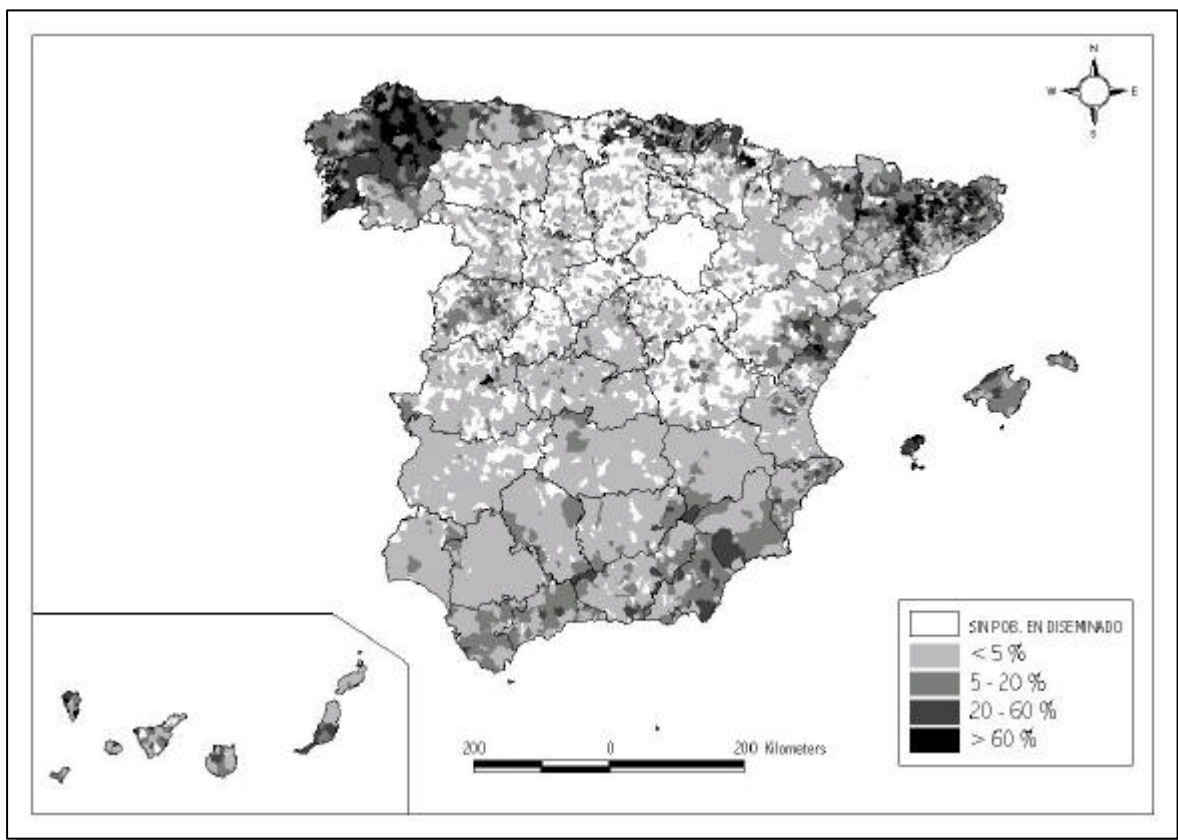 N
W E
S
SIN POB. EN DISEMINADO
< 5 %
5 - 20 %
20 - 60 %
> 60 %
200 0 200 Kilometers